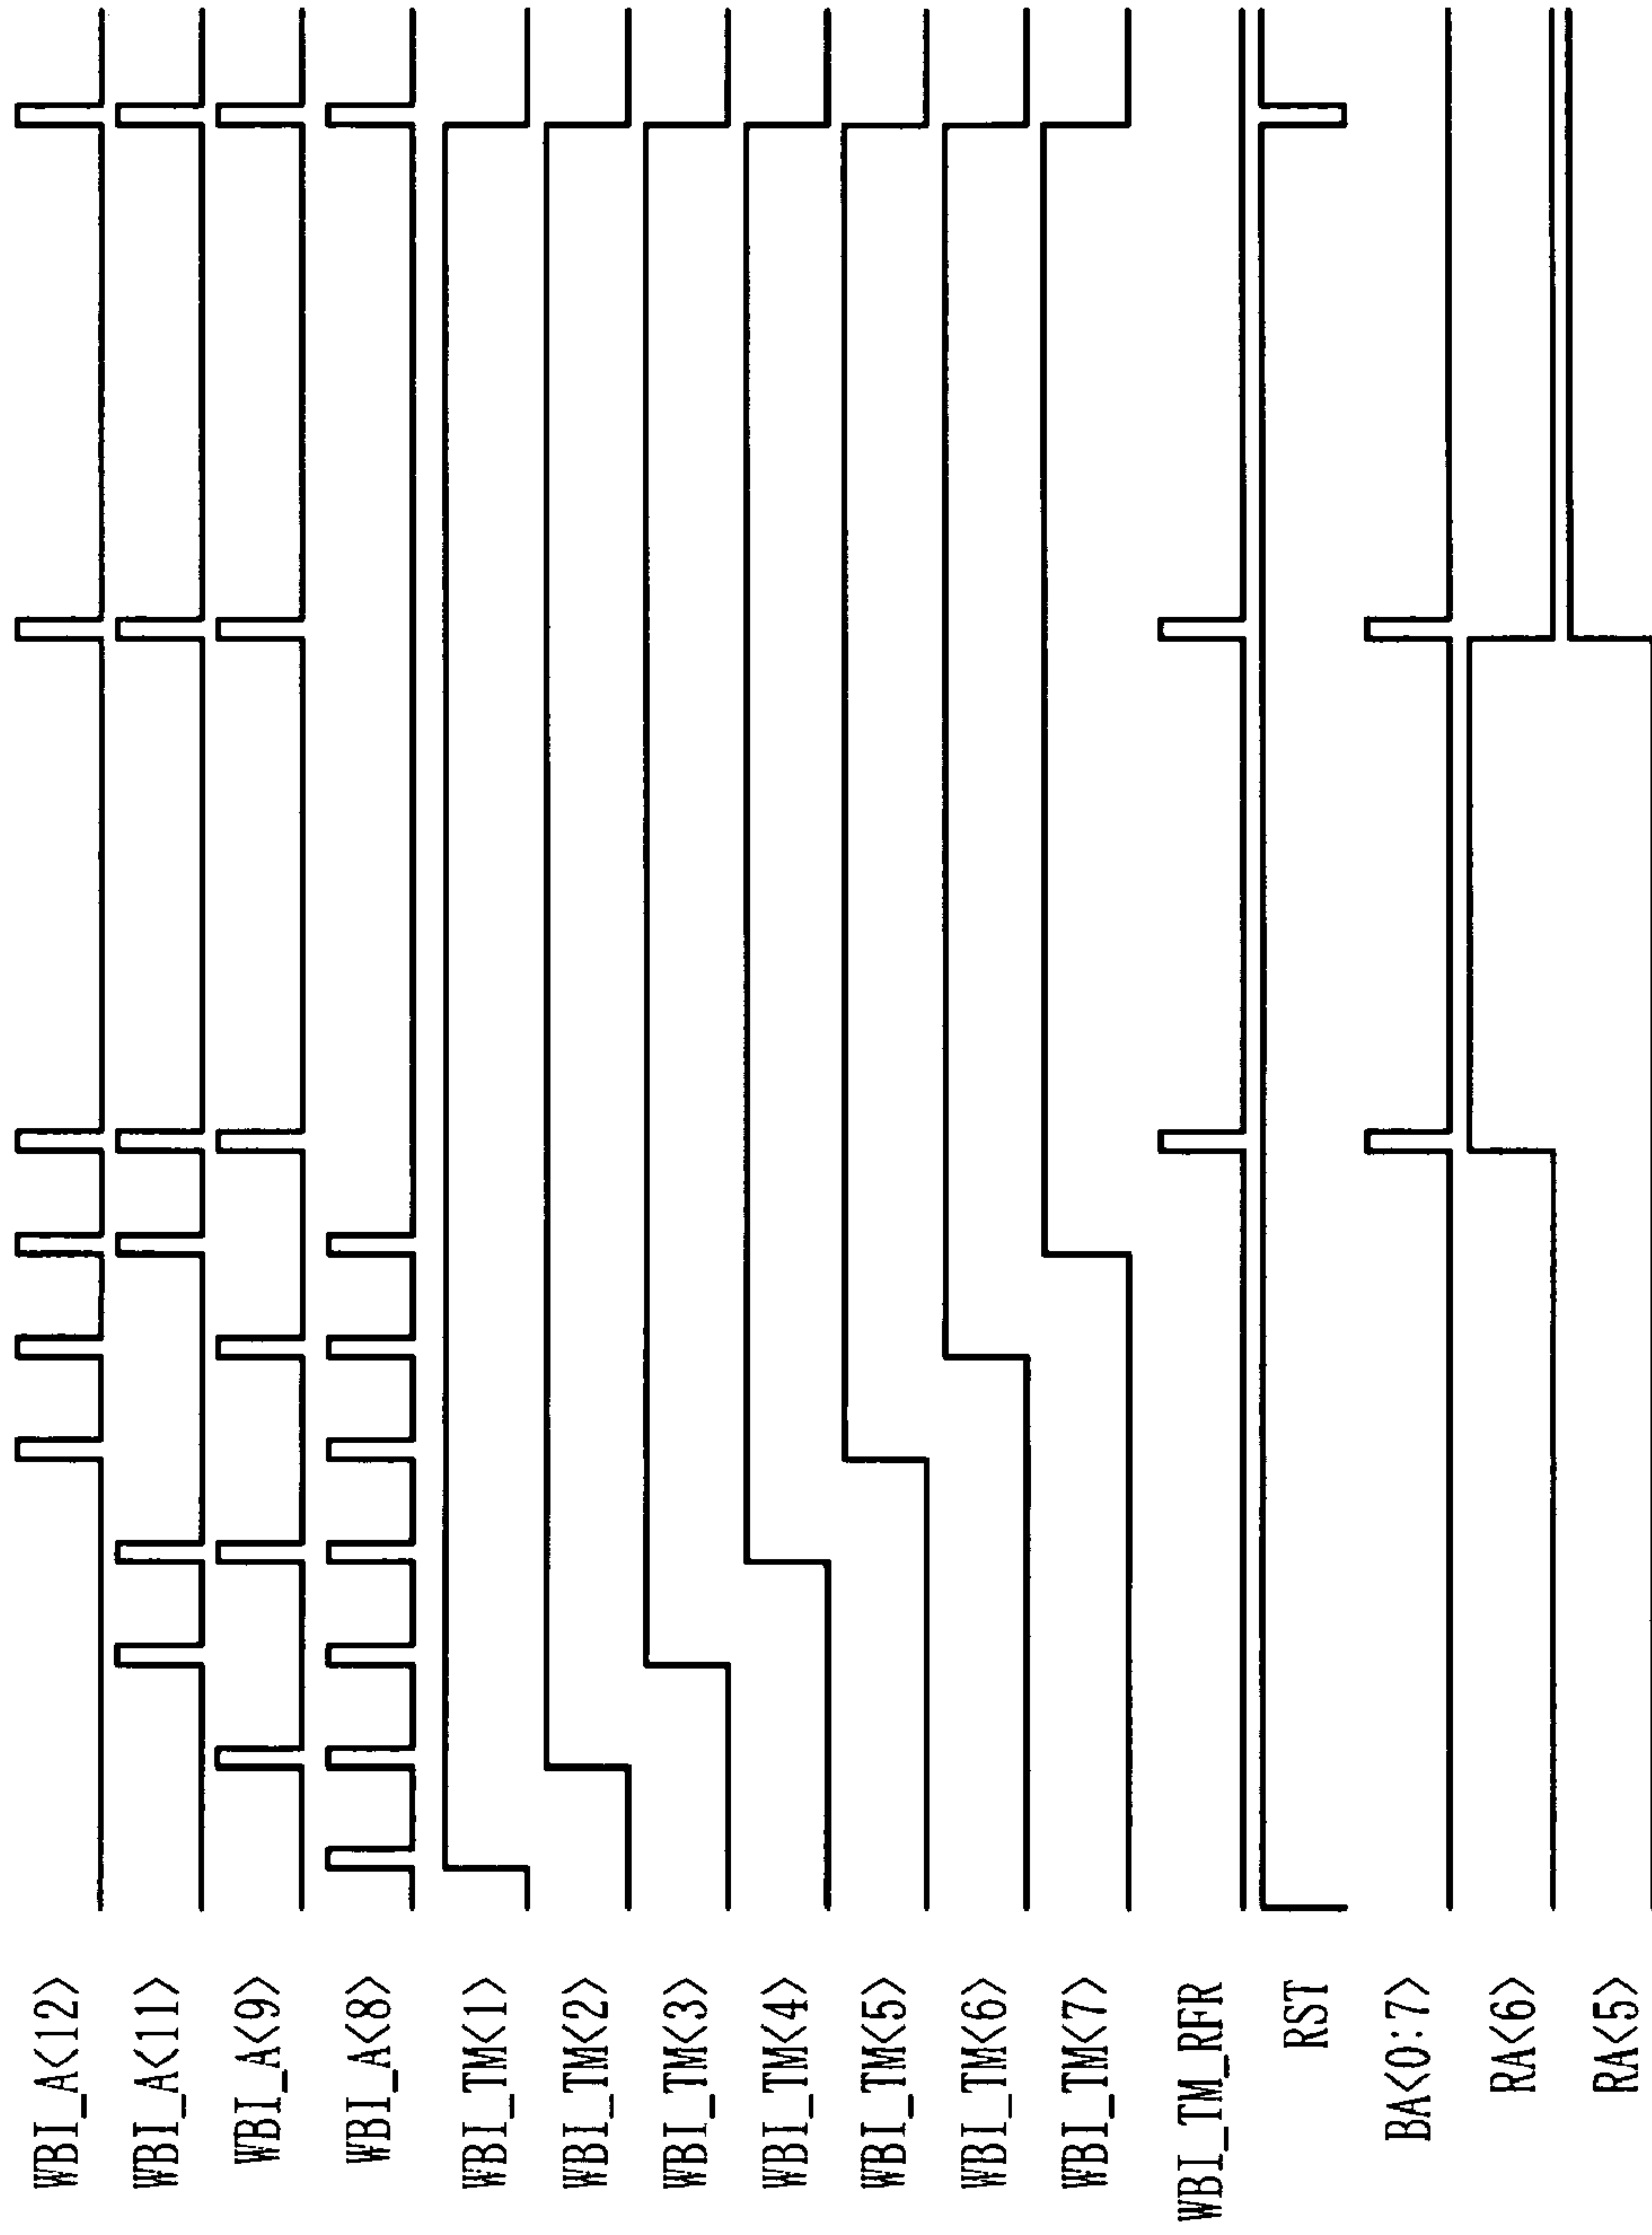 WBI_A<12>
WBI_A<11>
WBI_A<9>
WBI_A<8>
WBI_TM<1>
WBI_TM<2>
WBI_TM<3>
WBI_TM<4>
WBI_TM<5>
WBI_TM<6>
WBI_TM<7>
WBI_TM_RFR
RST
BA<0:7>
RA<6>
RA<5>